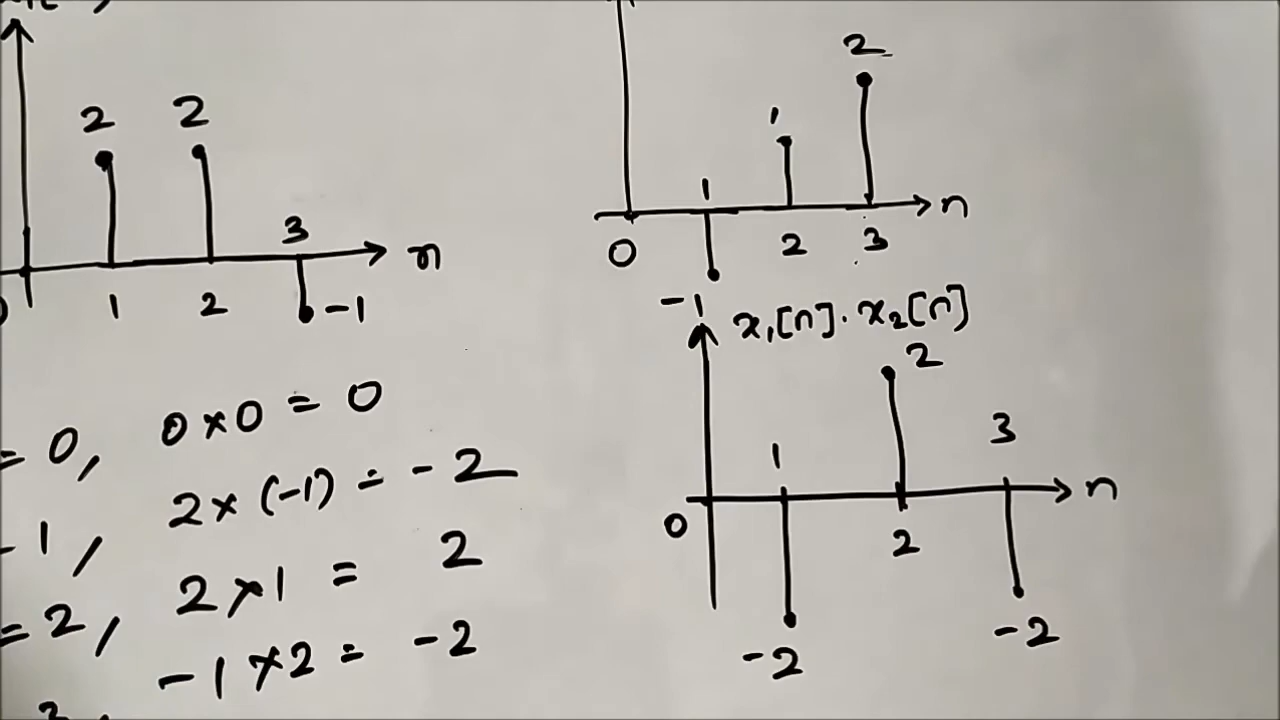 2 2
3
n
1 2 -1
2
1
1
n
0 2 3
-1
= 0, 0 × 0 = 0
- 1, 2 × (-1) = -2
= 2, 2 × 1 = 2
-1 × 2 = -2
x₁[n] . x₂[n]
2
1 3
n
0 2
-2 -2